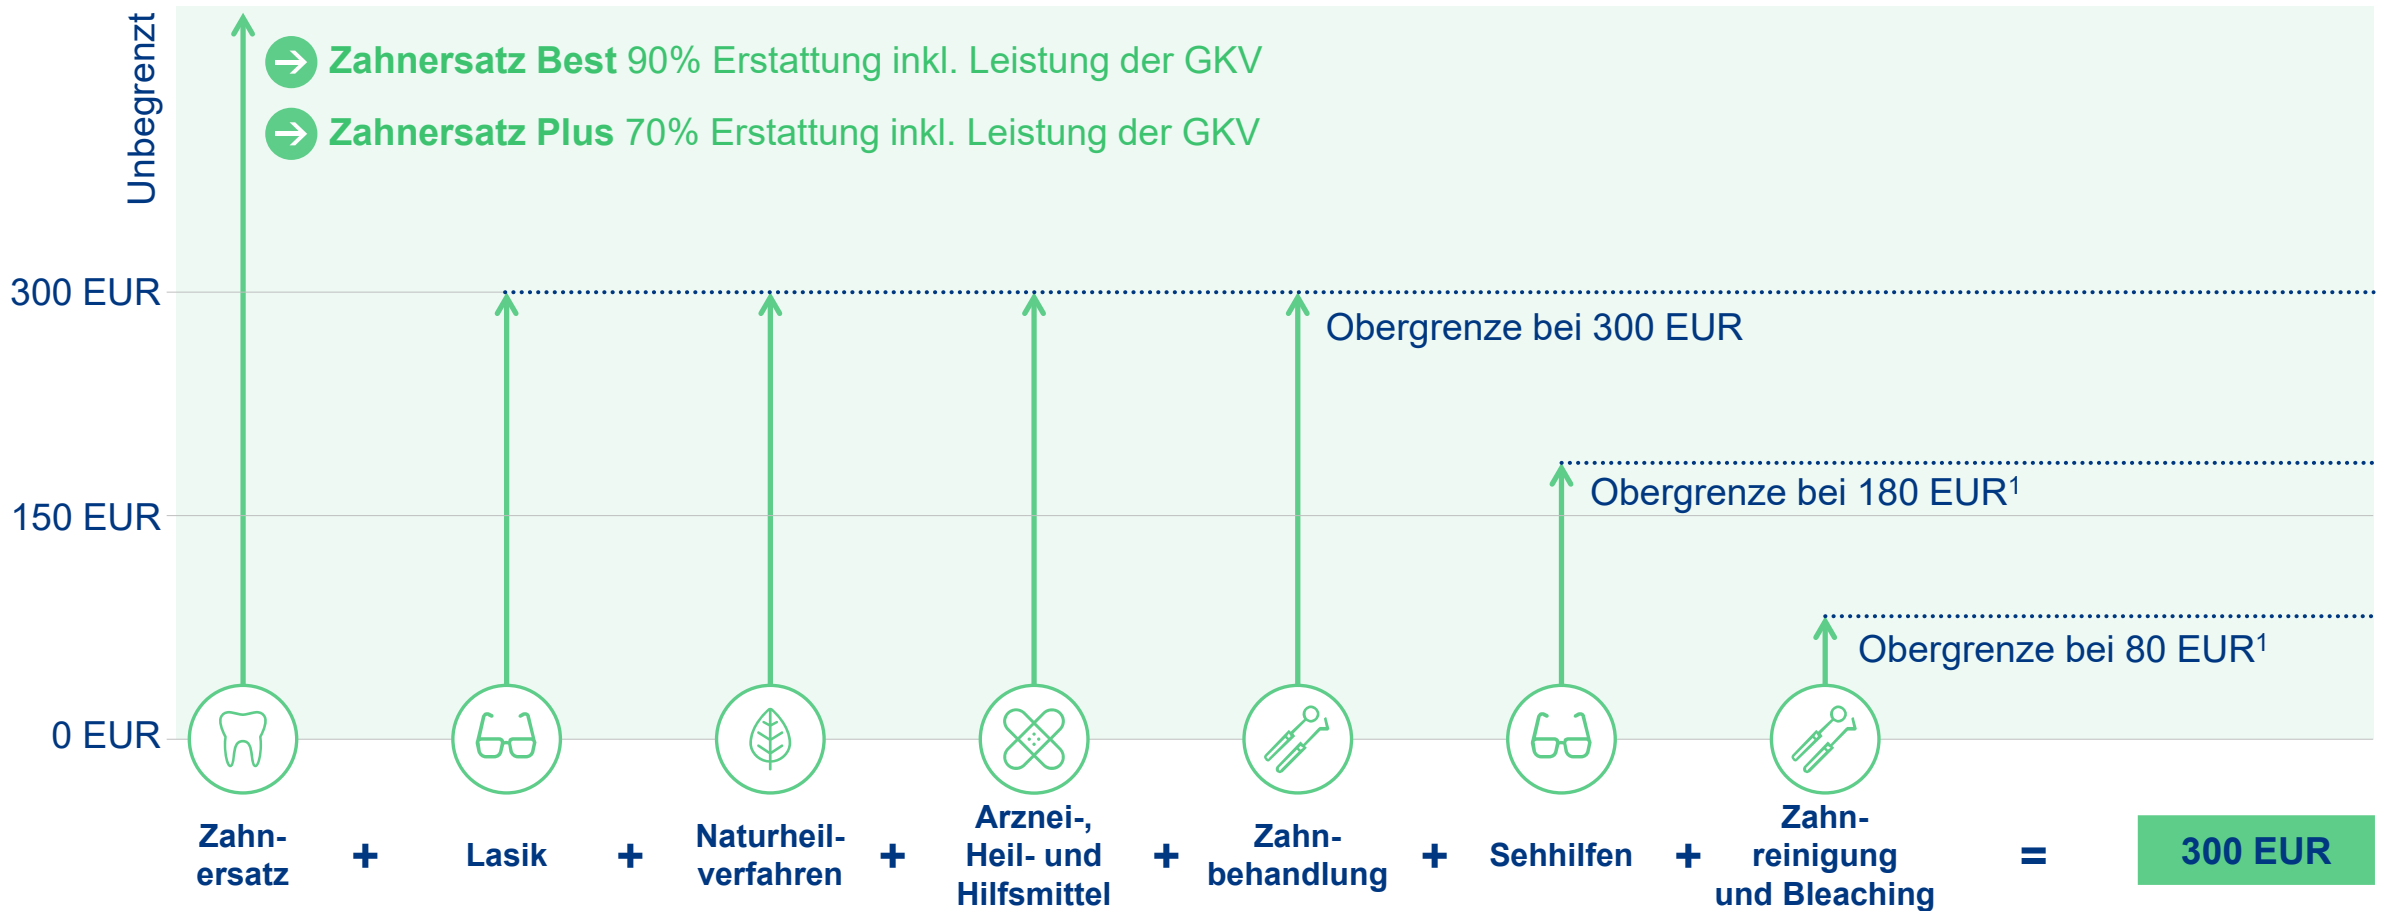 Unbegrenzt
Zahnersatz Best 90% Erstattung inkl. Leistung der GKV
Zahnersatz Plus 70% Erstattung inkl. Leistung der GKV
300 EUR
Obergrenze bei 300 EUR
Obergrenze bei 180 EUR¹
150 EUR
Obergrenze bei 80 EUR¹
0 EUR
Zahn-
ersatz
+
Lasik
+
Naturheil-
verfahren
+
Arznei-,
Heil- und
Hilfsmittel
+
Zahn-
behandlung
+
Sehhilfen
+
Zahn-
reinigung
und Bleaching
=
300 EUR